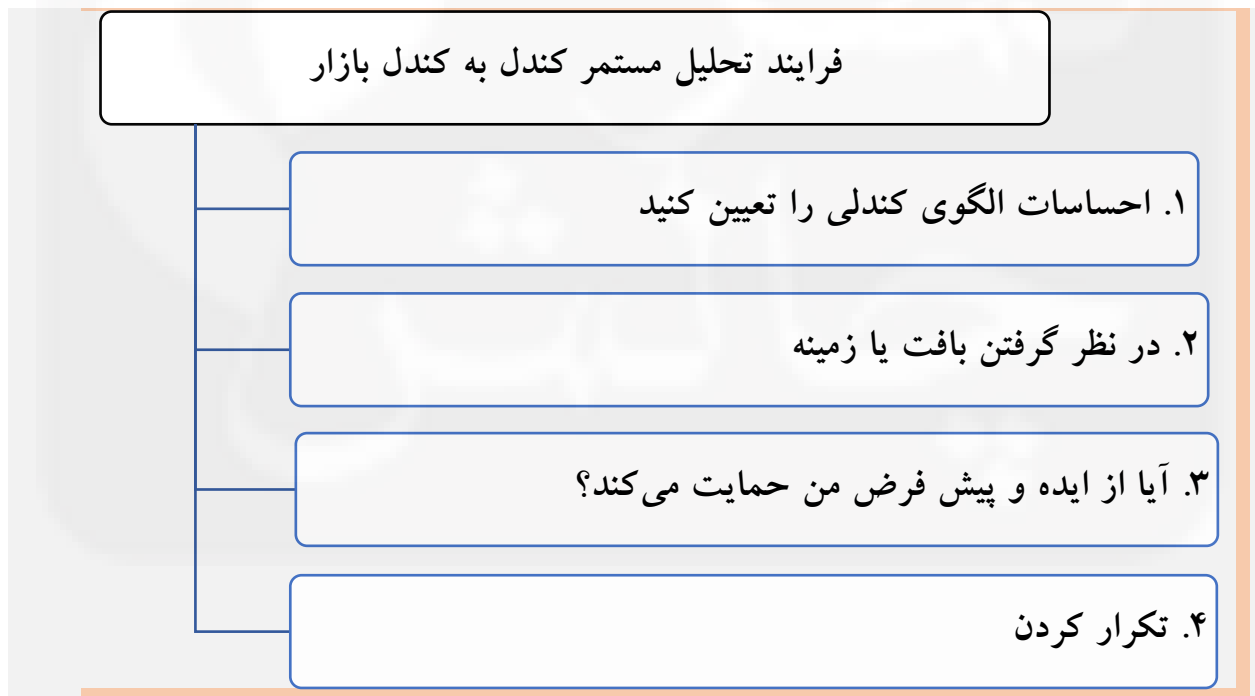 فرایند تحلیل مستمر کندل به کندل بازار
۱. احساسات الگوی کندلی را تعیین کنید
۲. در نظر گرفتن بافت یا زمینه
۳. آیا از ایده و پیش فرض من حمایت می‌کند؟
۴. تکرار کردن